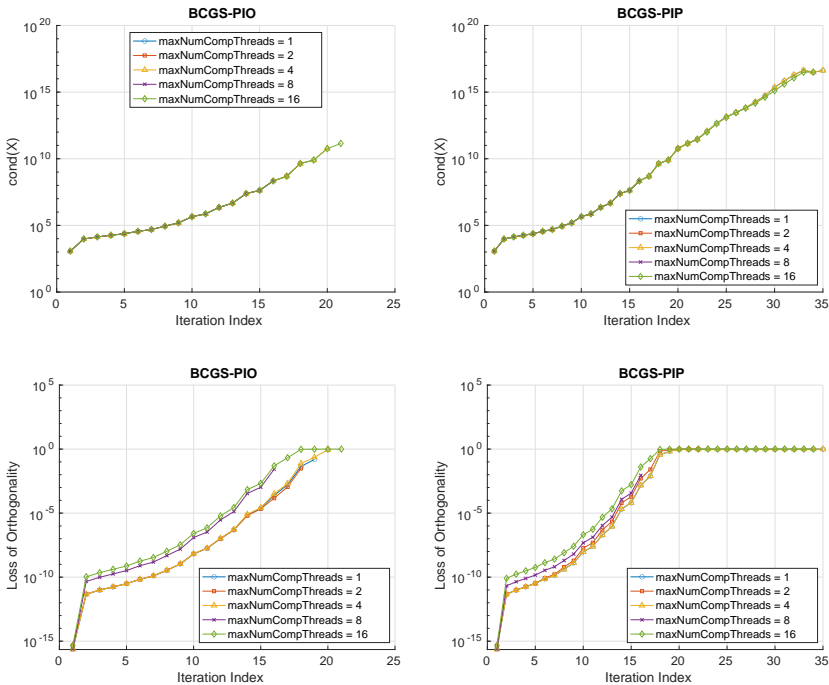 BCGS-PIO
cond(X)
10^20
10^15
10^10
10^5
10^0
0 5 10 15 20 25
Iteration Index
maxNumCompThreads = 1
maxNumCompThreads = 2
maxNumCompThreads = 4
maxNumCompThreads = 8
maxNumCompThreads = 16
BCGS-PIP
cond(X)
10^20
10^15
10^10
10^5
10^0
0 5 10 15 20 25 30 35
Iteration Index
maxNumCompThreads = 1
maxNumCompThreads = 2
maxNumCompThreads = 4
maxNumCompThreads = 8
maxNumCompThreads = 16
BCGS-PIO
Loss of Orthogonality
10^5
10^0
10^-5
10^-10
10^-15
0 5 10 15 20 25
Iteration Index
maxNumCompThreads = 1
maxNumCompThreads = 2
maxNumCompThreads = 4
maxNumCompThreads = 8
maxNumCompThreads = 16
BCGS-PIP
Loss of Orthogonality
10^5
10^0
10^-5
10^-10
10^-15
0 5 10 15 20 25 30 35
Iteration Index
maxNumCompThreads = 1
maxNumCompThreads = 2
maxNumCompThreads = 4
maxNumCompThreads = 8
maxNumCompThreads = 16